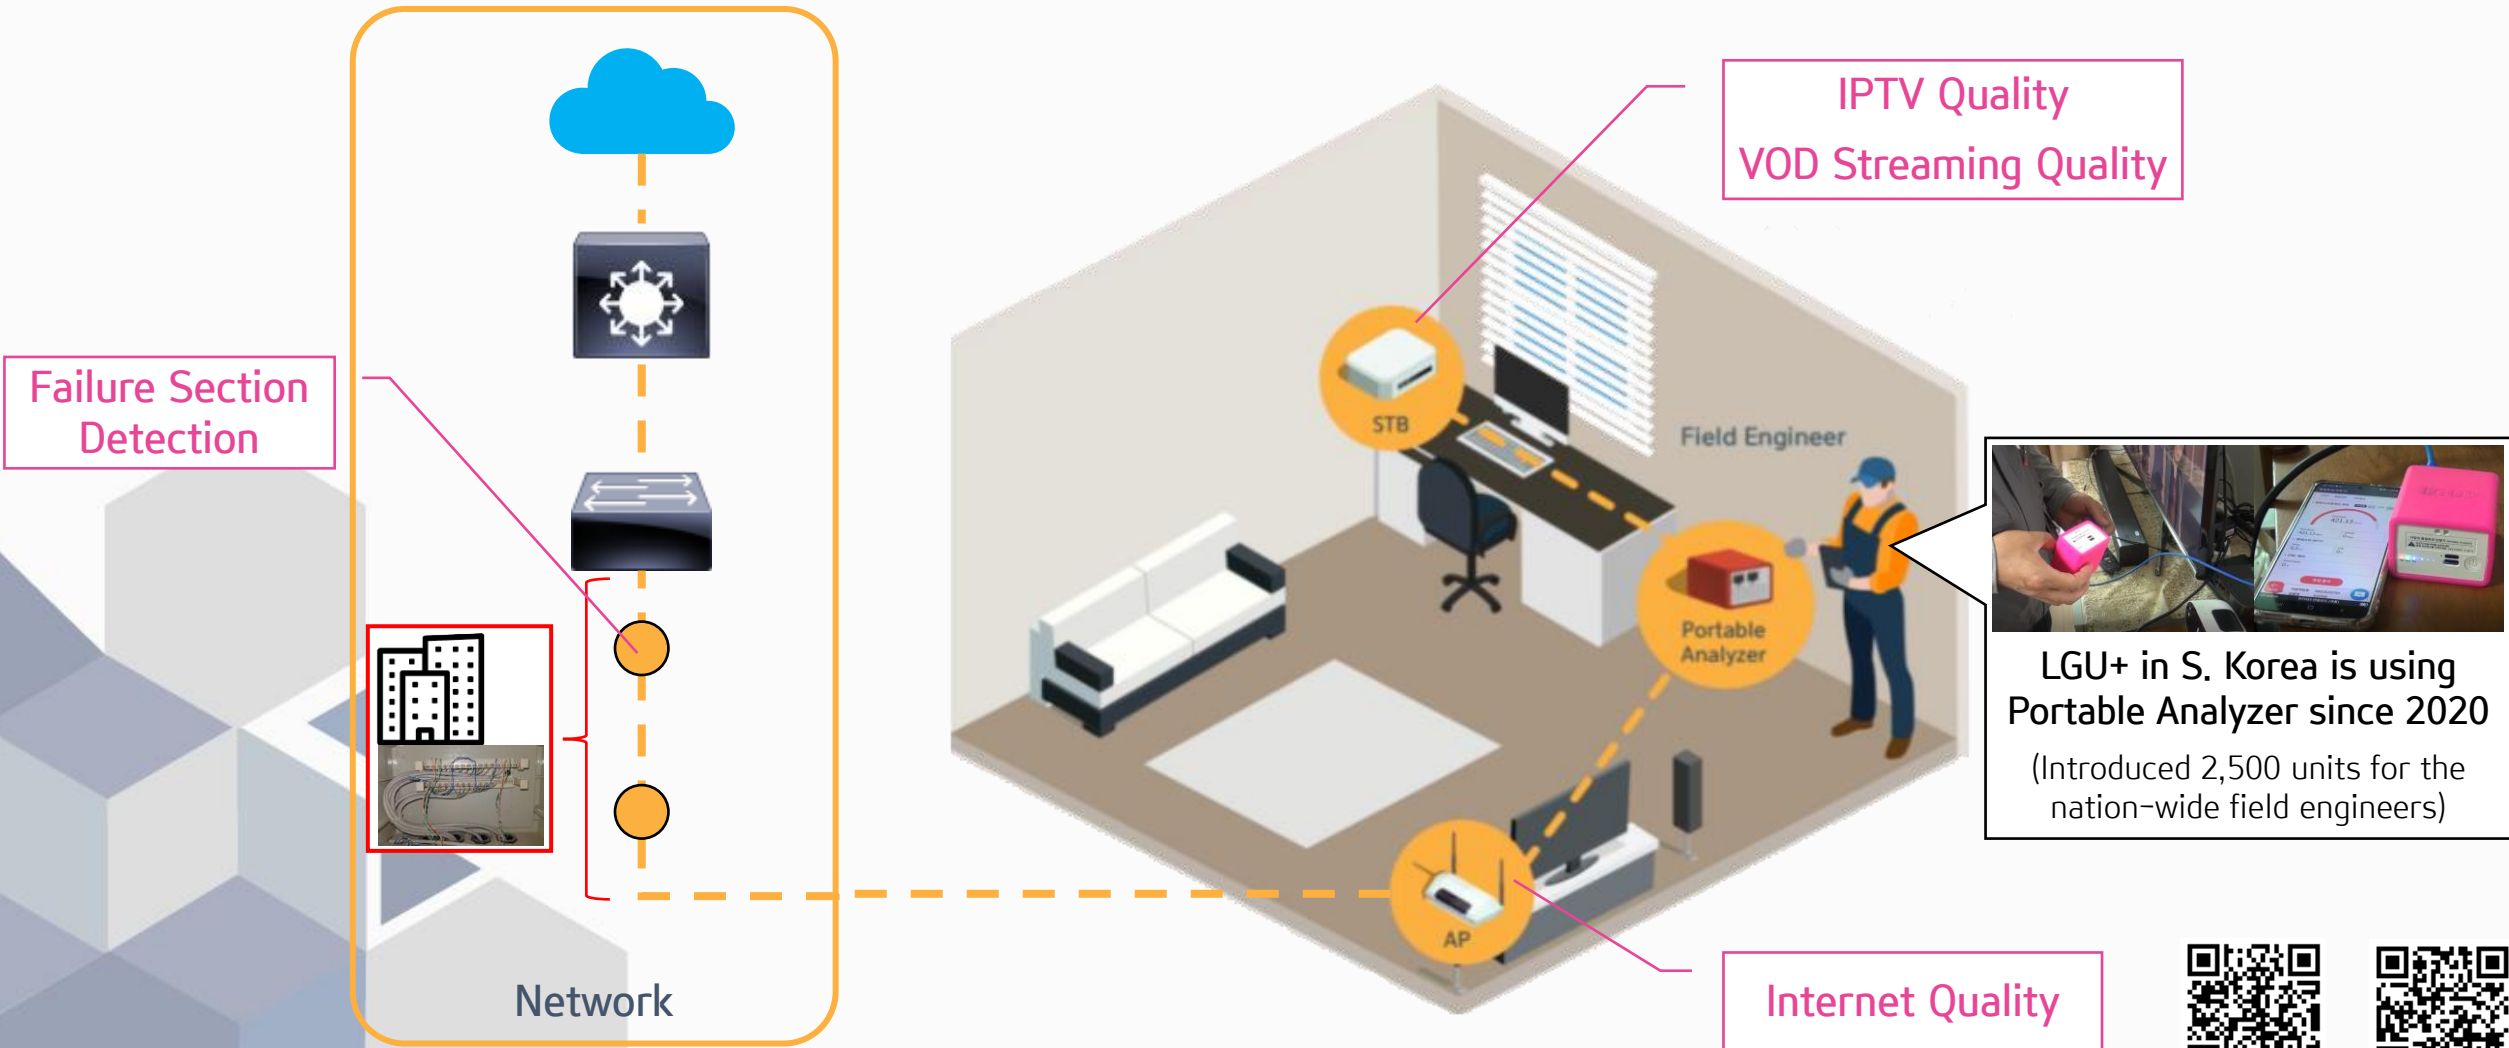 IPTV Quality
VOD Streaming Quality
Failure Section
Detection
STB
Field Engineer
Portable
Analyzer
LGU+ in S. Korea is using
Portable Analyzer since 2020
(Introduced 2,500 units for the
nation-wide field engineers)
AP
Network
Internet Quality